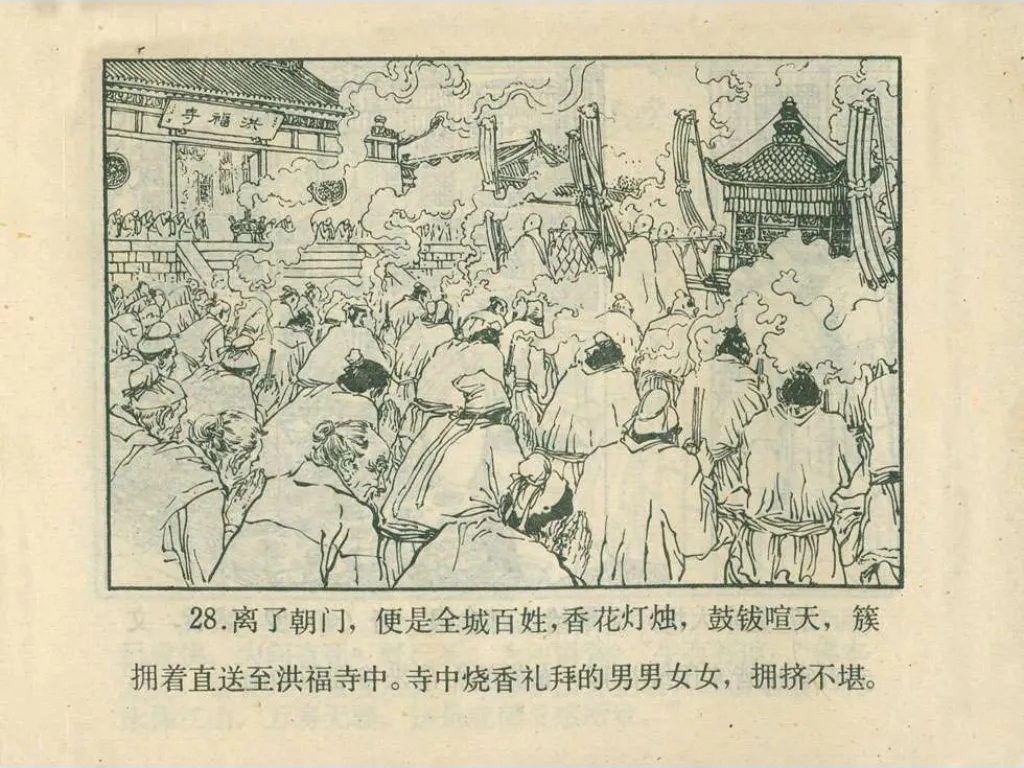 寺福洪
28.离了朝门，便是全城百姓，香花灯烛，鼓钹喧天，簇
拥着直送至洪福寺中。寺中烧香礼拜的男男女女，拥挤不堪。